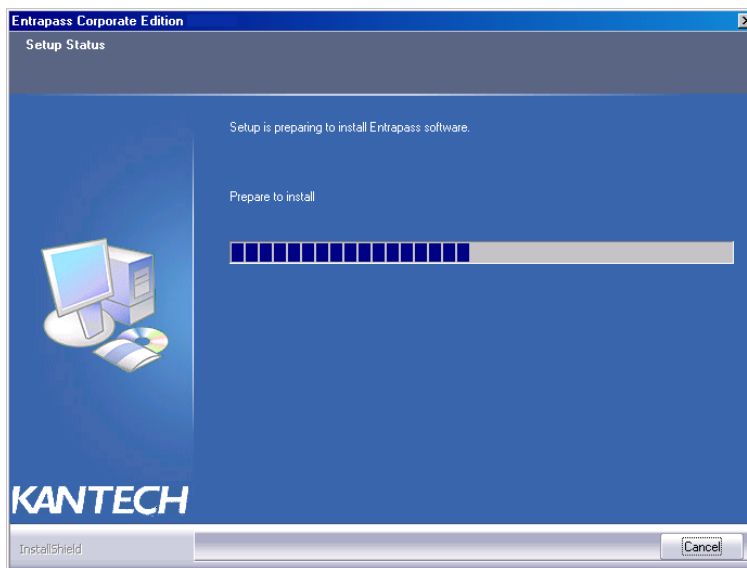 Entrapass Corporate Edition
Setup Status
Setup is preparing to install Entrapass software.
Prepare to install
KANTECH
InstallShield
Cancel